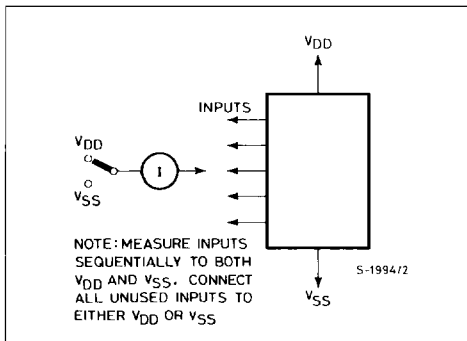 VDD
INPUTS
VDD
I
VSS
NOTE: MEASURE INPUTS
SEQUENTIALLY TO BOTH
VDD AND VSS. CONNECT
ALL UNUSED INPUTS TO
EITHER VDD OR VSS
S-1994/2
VSS